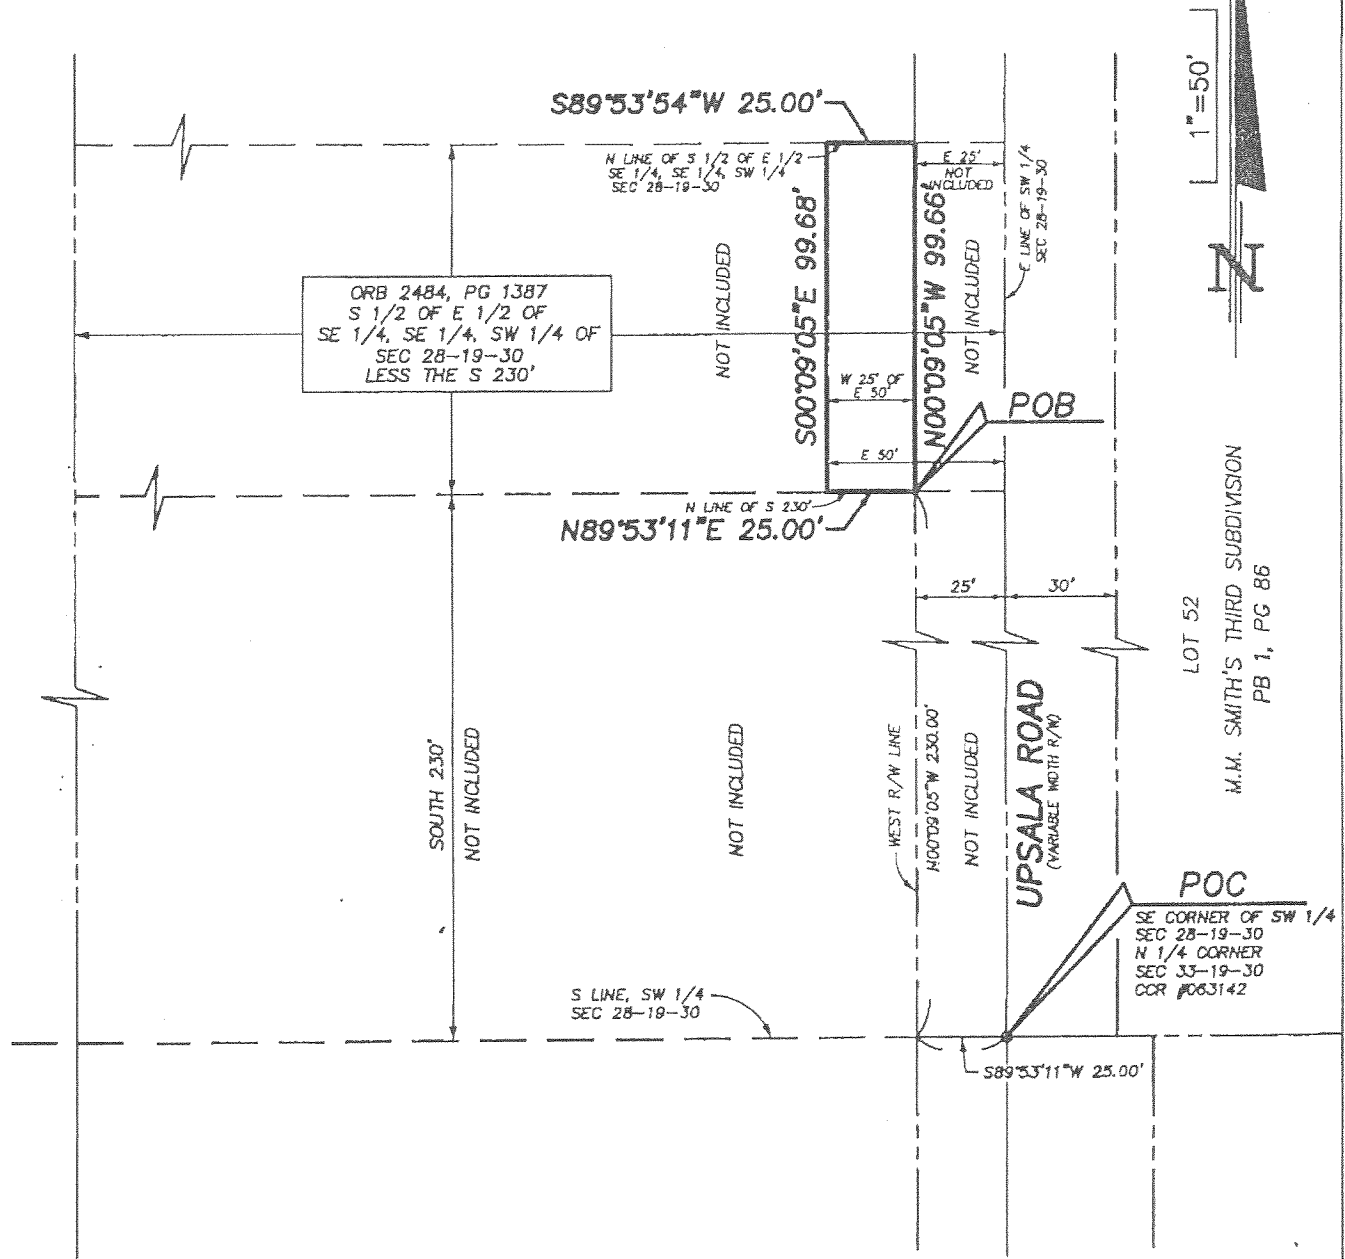 1"=50'
N
S89°53'54"W 25.00'
N LINE OF S 1/2 OF E 1/2
SE 1/4, SE 1/4, SW 1/4
SEC 28-19-30
E 25'
NOT
INCLUDED
E LINE OF SW 1/4
SEC 28-19-30
ORB 2484, PG 1387
S 1/2 OF E 1/2 OF
SE 1/4, SE 1/4, SW 1/4 OF
SEC 28-19-30
LESS THE S 230'
NOT INCLUDED
S00°09'05"E 99.68'
N00°09'05"W 99.66'
NOT INCLUDED
W 25' OF
E 50'
E 50'
POB
N LINE OF S 230'
N89°53'11"E 25.00'
25'
30'
LOT 52
M.M. SMITH'S THIRD SUBDIVISION
PB 1, PG 86
SOUTH 230'
NOT INCLUDED
NOT INCLUDED
WEST R/W LINE
N00°09'05"W 230.00'
NOT INCLUDED
UPSALA ROAD
(VARIABLE WIDTH R/W)
POC
SE CORNER OF SW 1/4
SEC 28-19-30
N 1/4 CORNER
SEC 33-19-30
CCR #063142
S LINE, SW 1/4
SEC 28-19-30
S89°53'11"W 25.00'